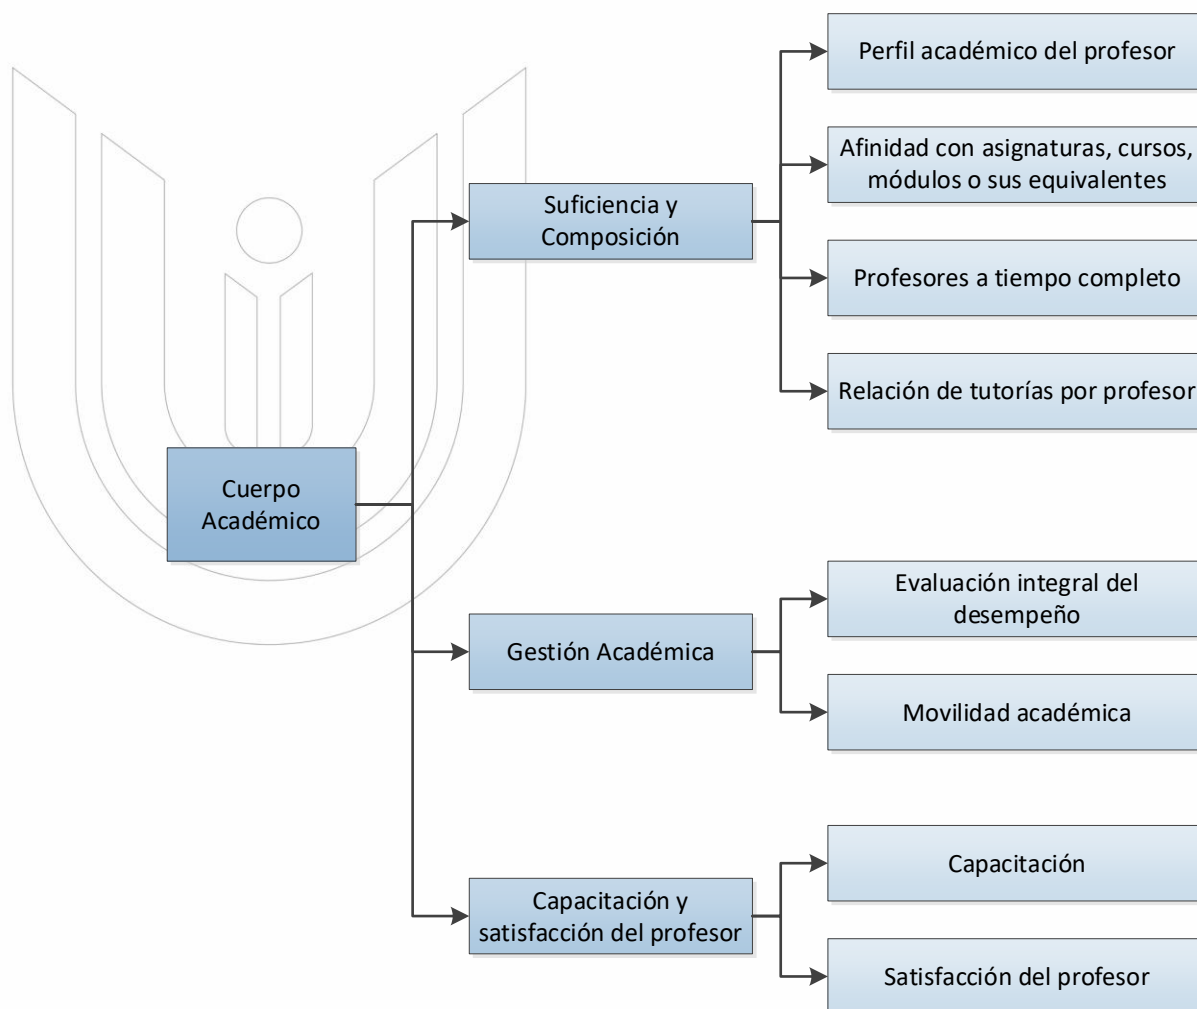 Cuerpo
Académico
Suficiencia y
Composición
Perfil académico del profesor
Afinidad con asignaturas, cursos,
módulos o sus equivalentes
Profesores a tiempo completo
Relación de tutorías por profesor
Gestión Académica
Evaluación integral del
desempeño
Movilidad académica
Capacitación y
satisfacción del profesor
Capacitación
Satisfacción del profesor